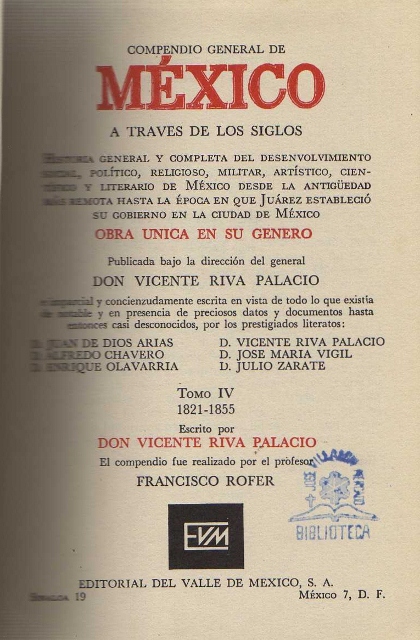 COMPENDIO GENERAL DE
MÉXICO
A TRAVES DE LOS SIGLOS
HISTORIA GENERAL Y COMPLETA DEL DESENVOLVIMIENTO
SOCIAL, POLÍTICO, RELIGIOSO, MILITAR, ARTÍSTICO, CIEN-
TÍFICO Y LITERARIO DE MÉXICO DESDE LA ANTIGÜEDAD
MÁS REMOTA HASTA LA ÉPOCA EN QUE JUÁREZ ESTABLECIÓ
SU GOBIERNO EN LA CIUDAD DE MÉXICO
OBRA UNICA EN SU GENERO
Publicada bajo la dirección del general
DON VICENTE RIVA PALACIO
e imparcial y concienzudamente escrita en vista de todo lo que existía
de notable y en presencia de preciosos datos y documentos hasta
entonces casi desconocidos, por los prestigiados literatos:
D. JUAN DE DIOS ARIAS D. VICENTE RIVA PALACIO
D. ALFREDO CHAVERO D. JOSE MARIA VIGIL
D. ENRIQUE OLAVARRIA D. JULIO ZARATE
TOMO IV
1821-1855
Escrito por
DON VICENTE RIVA PALACIO
El compendio fue realizado por el profesor
FRANCISCO ROFER
JOSE VILLAGRAN
BIBLIOTECA
EVM
EDITORIAL DEL VALLE DE MEXICO, S. A.
SINALOA 19 MÉXICO 7, D. F.